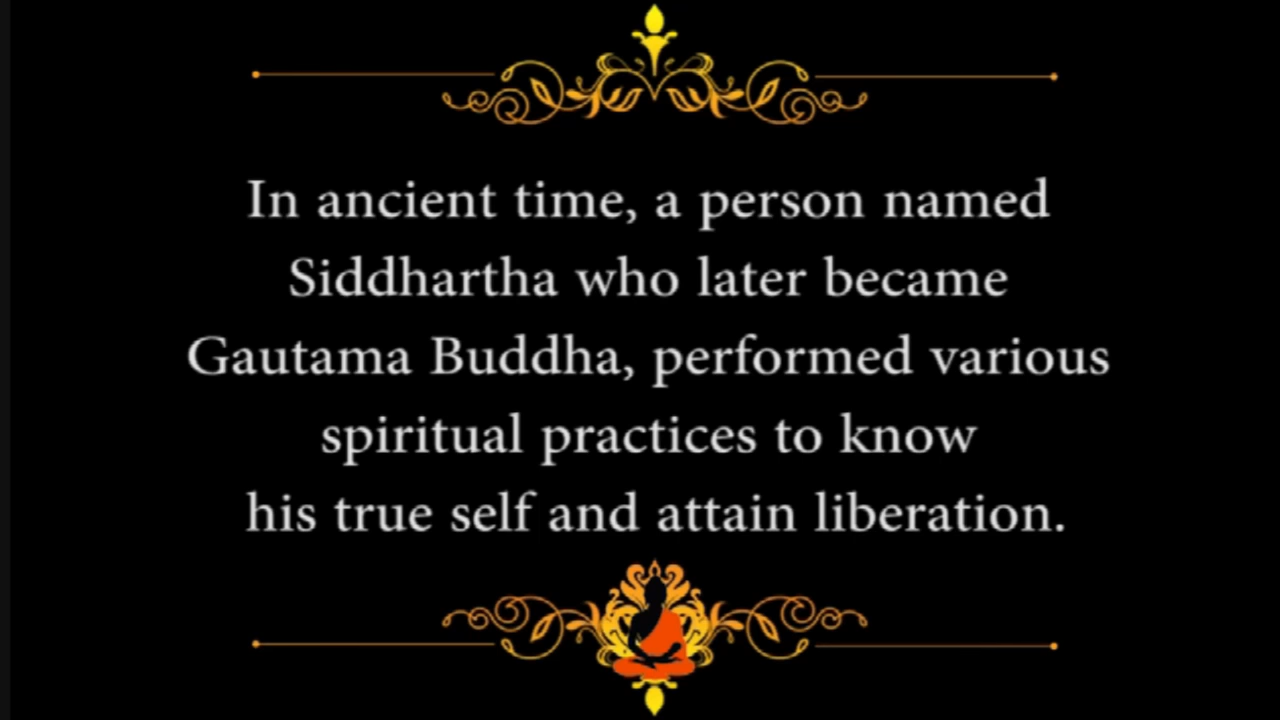 In ancient time, a person named
Siddhartha who later became
Gautama Buddha, performed various
spiritual practices to know
his true self and attain liberation.